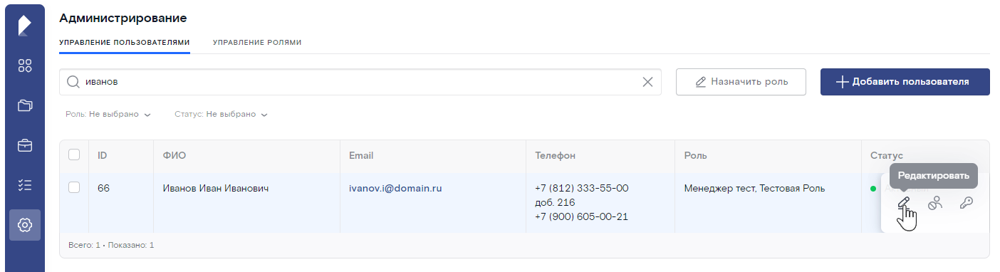 Администрирование
УПРАВЛЕНИЕ ПОЛЬЗОВАТЕЛЯМИ УПРАВЛЕНИЕ РОЛЯМИ
иванов Назначить роль Добавить пользователя
Роль: Не выбрано Статус: Не выбрано
ID ФИО Email Телефон Роль Статус
Редактировать
66 Иванов Иван Иванович ivanov.i@domain.ru +7 (812) 333-55-00 Менеджер тест, Тестовая Роль
доб. 216
+7 (900) 605-00-21
Всего: 1 • Показано: 1